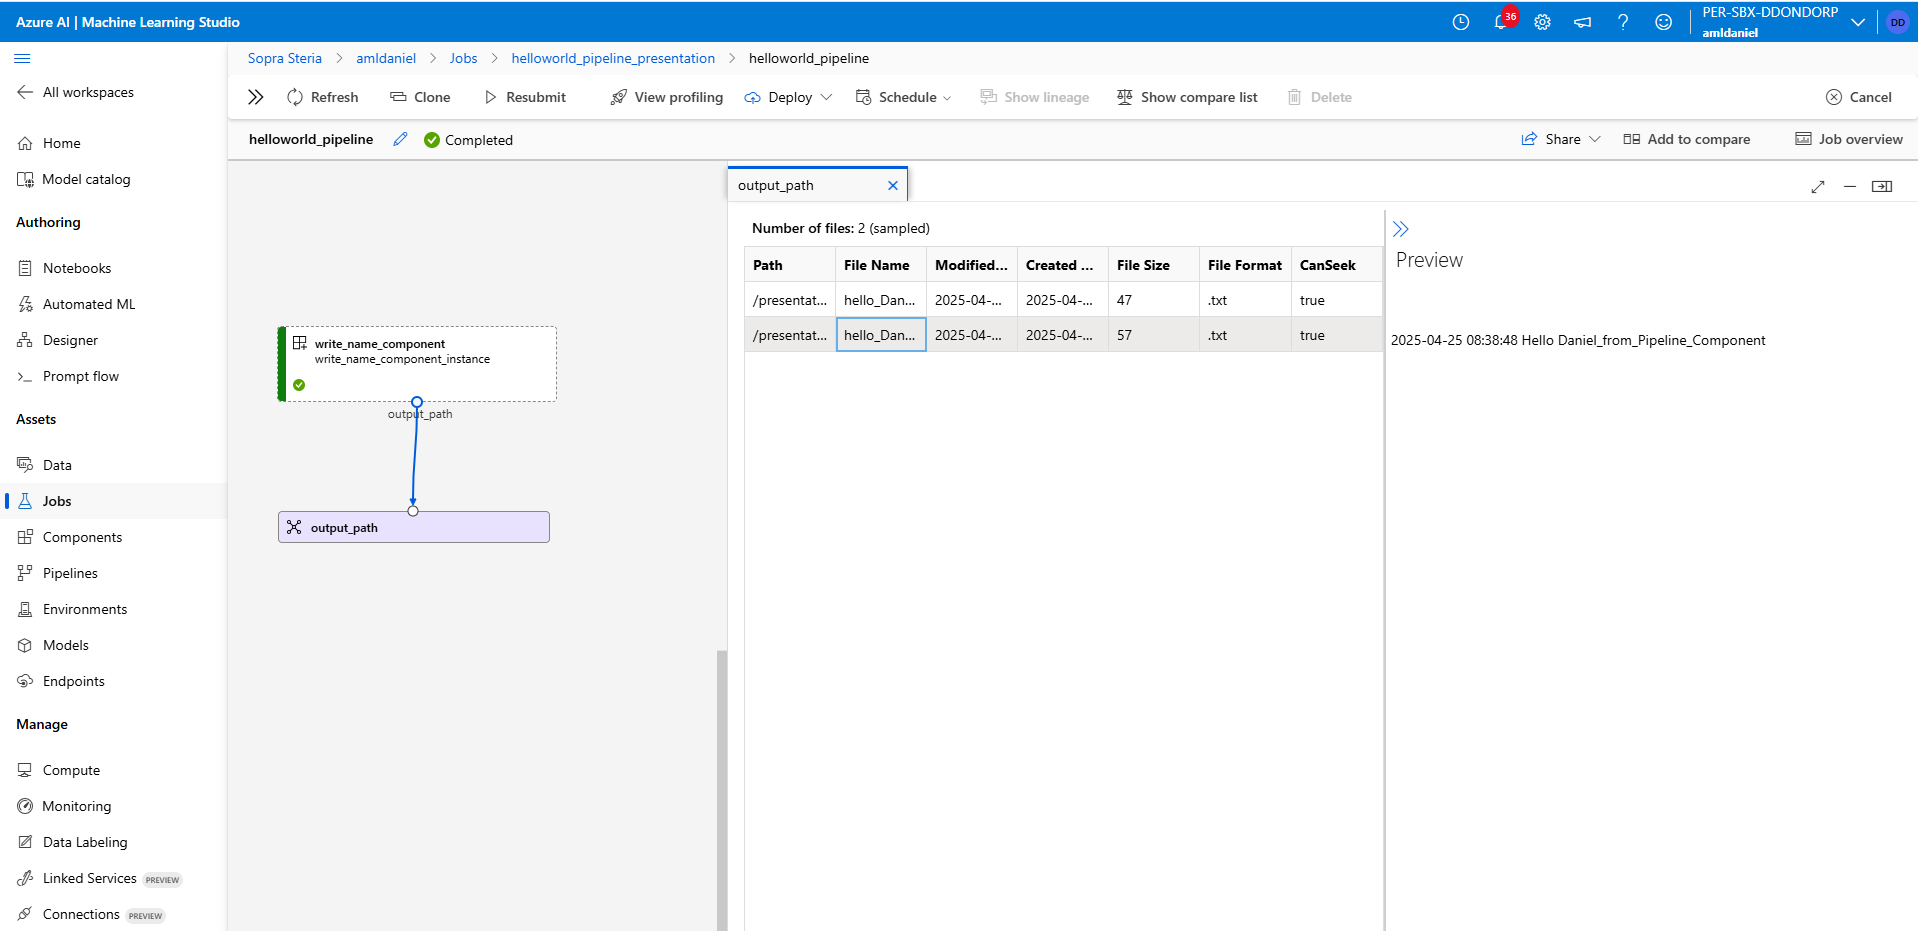 Azure AI | Machine Learning Studio
36
PER-SBX-DDONDORP
amldaniel
DD
Sopra Steria > amldaniel > Jobs > helloworld_pipeline_presentation > helloworld_pipeline
All workspaces
Home
Model catalog
Authoring
Notebooks
Automated ML
Designer
Prompt flow
Assets
Data
Jobs
Components
Pipelines
Environments
Models
Endpoints
Manage
Compute
Monitoring
Data Labeling
Linked Services PREVIEW
Connections PREVIEW
Refresh Clone Resubmit View profiling Deploy Schedule Show lineage Show compare list Delete Cancel
helloworld_pipeline Completed Share Add to compare Job overview
write_name_component
write_name_component_instance
output_path
output_path
output_path
Number of files: 2 (sampled)
Path File Name Modified... Created ... File Size File Format CanSeek
/presentat... hello_Dan... 2025-04-... 2025-04-... 47 .txt true
/presentat... hello_Dan... 2025-04-... 2025-04-... 57 .txt true
Preview
2025-04-25 08:38:48 Hello Daniel_from_Pipeline_Component